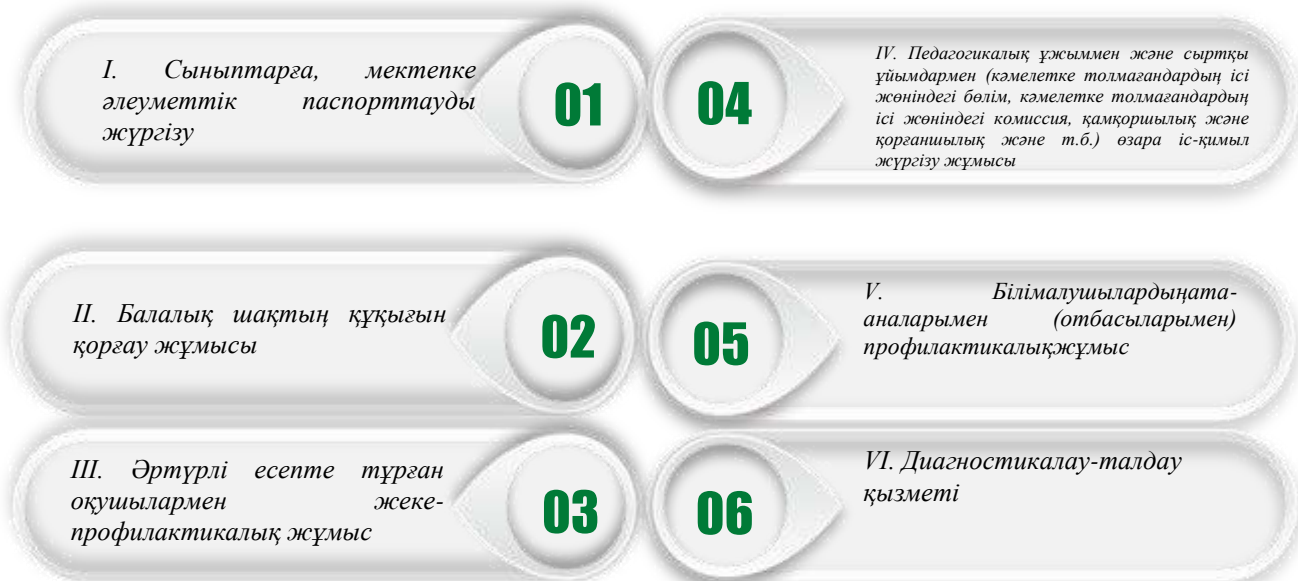 І. Сыныптарға, мектепке
әлеуметтік паспорттауды
жүргізу
01
ІІ. Балалық шақтың құқығын
қорғау жұмысы
02
ІІІ. Әртүрлі есепте тұрған
оқушылармен жеке-
профилактикалық жұмыс
03
04
IV. Педагогикалық ұжыммен және сыртқы
ұйымдармен (кәмелетке толмағандардың ісі
жөніндегі бөлім, кәмелетке толмағандардың
ісі жөніндегі комиссия, қамқоршылық және
қорғаншылық және т.б.) өзара іс-қимыл
жүргізу жұмысы
05
V. Білімалушылардыңата-
аналарымен (отбасыларымен)
профилактикалықжұмыс
06
VI. Диагностикалау-талдау
қызметі